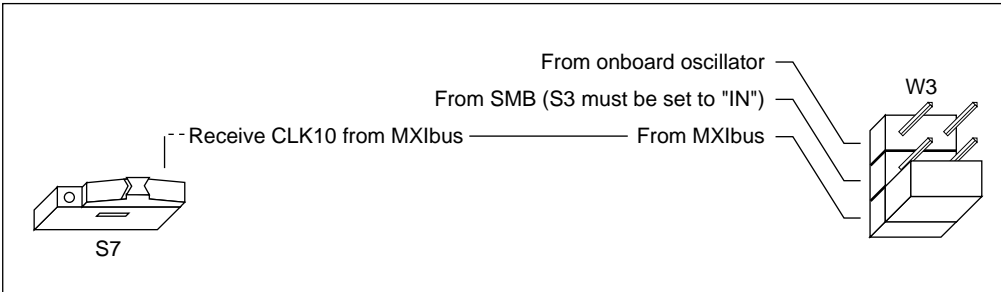 From onboard oscillator
W3
From SMB (S3 must be set to "IN")
Receive CLK10 from MXIbus
From MXIbus
S7